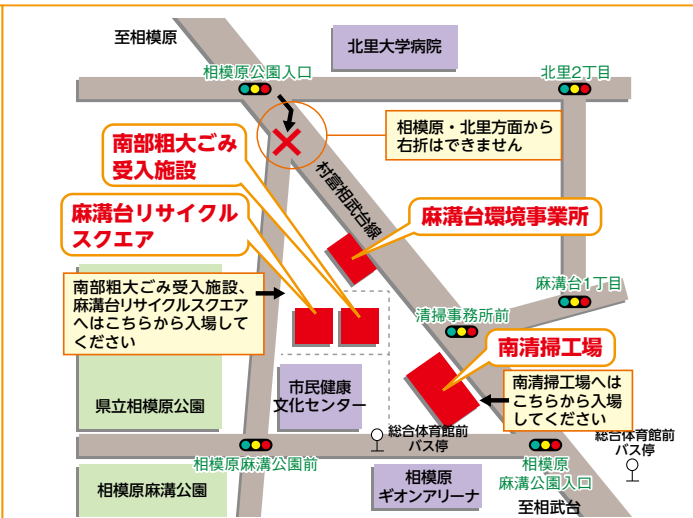 至相模原
北里大学病院
相模原公園入口
北里2丁目
相模原・北里方面から
右折はできません
南部粗大ごみ
受入施設
村富相武台線
麻溝台リサイクル
スクエア
麻溝台環境事業所
南部粗大ごみ受入施設、
麻溝台リサイクルスクエア
へはこちらから入場して
ください
麻溝台1丁目
清掃事務所前
南清掃工場
南清掃工場へは
こちらから入場
してください
市民健康
文化センター
県立相模原公園
総合体育館前
バス停
総合体育館前
バス停
相模原麻溝公園前
相模原
麻溝公園入口
相模原麻溝公園
相模原
ギオンアリーナ
至相武台